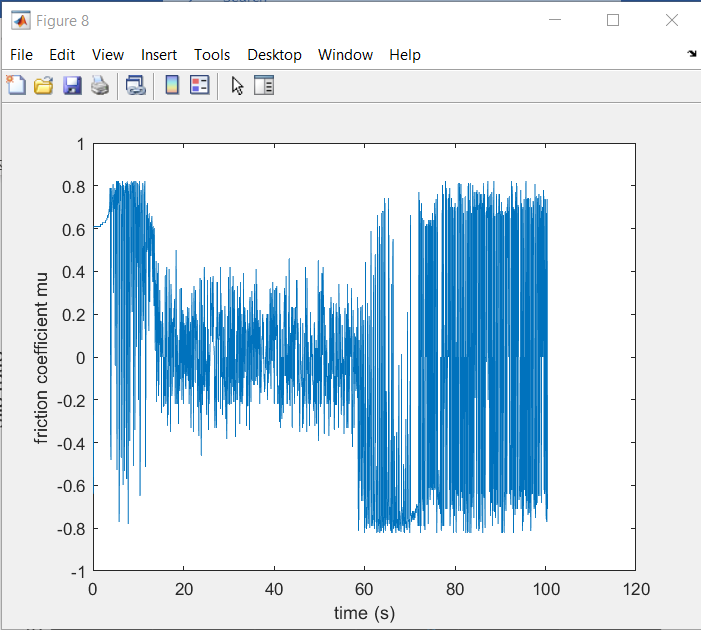 Figure 8
File Edit View Insert Tools Desktop Window Help
1
0.8
0.6
0.4
0.2
0
-0.2
-0.4
-0.6
-0.8
-1
friction coefficient mu
0 20 40 60 80 100 120
time (s)